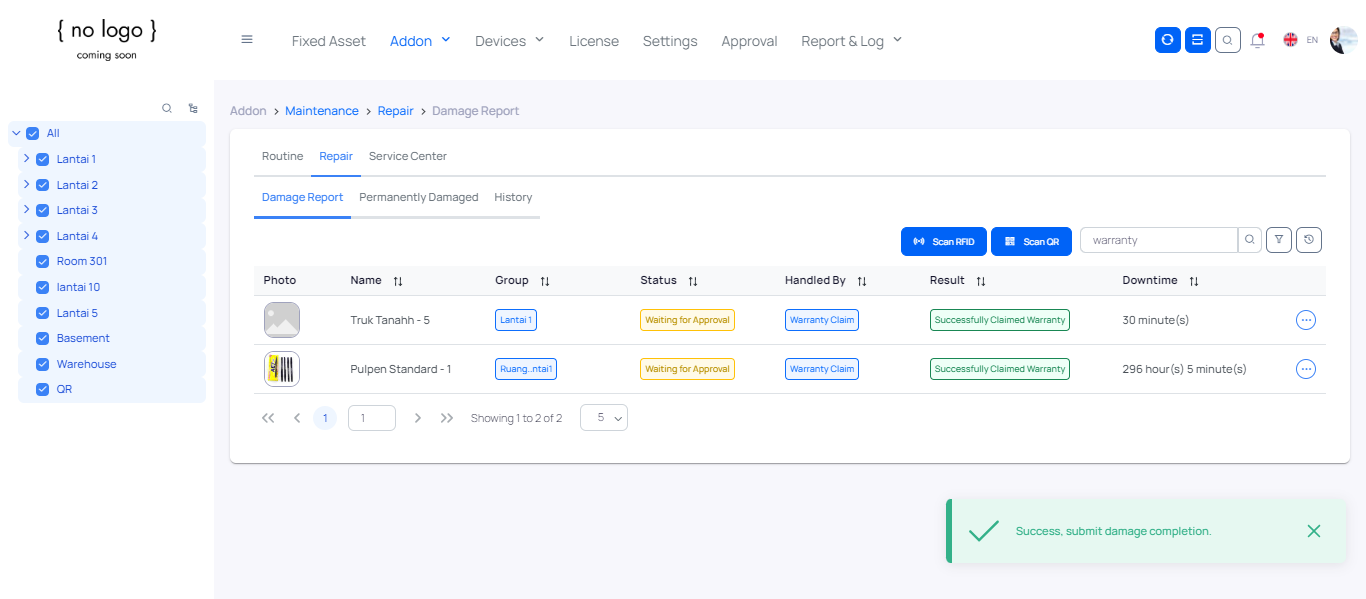 { no logo }
coming soon
Fixed Asset Addon Devices License Settings Approval Report & Log EN
All
Lantai 1
Lantai 2
Lantai 3
Lantai 4
Room 301
lantai 10
Lantai 5
Basement
Warehouse
QR
Addon > Maintenance > Repair > Damage Report
Routine Repair Service Center
Damage Report Permanently Damaged History
Scan RFID Scan QR warranty
Photo Name Group Status Handled By Result Downtime
Truk Tanahh - 5 Lantai 1 Waiting for Approval Warranty Claim Successfully Claimed Warranty 30 minute(s)
Pulpen Standard - 1 Ruang...ntai1 Waiting for Approval Warranty Claim Successfully Claimed Warranty 296 hour(s) 5 minute(s)
1 1 Showing 1 to 2 of 2 5
Success, submit damage completion.